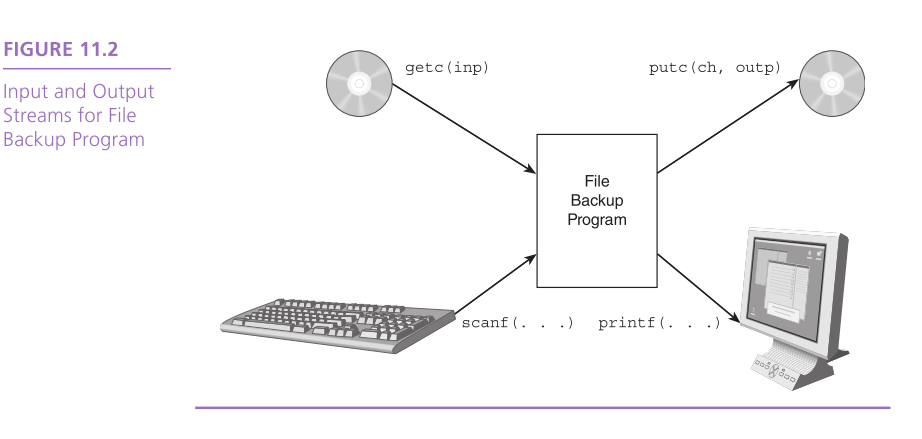 FIGURE 11.2
Input and Output
Streams for File
Backup Program
getc(inp)
putc(ch, outp)
File
Backup
Program
scanf(. . .)
printf(. . .)